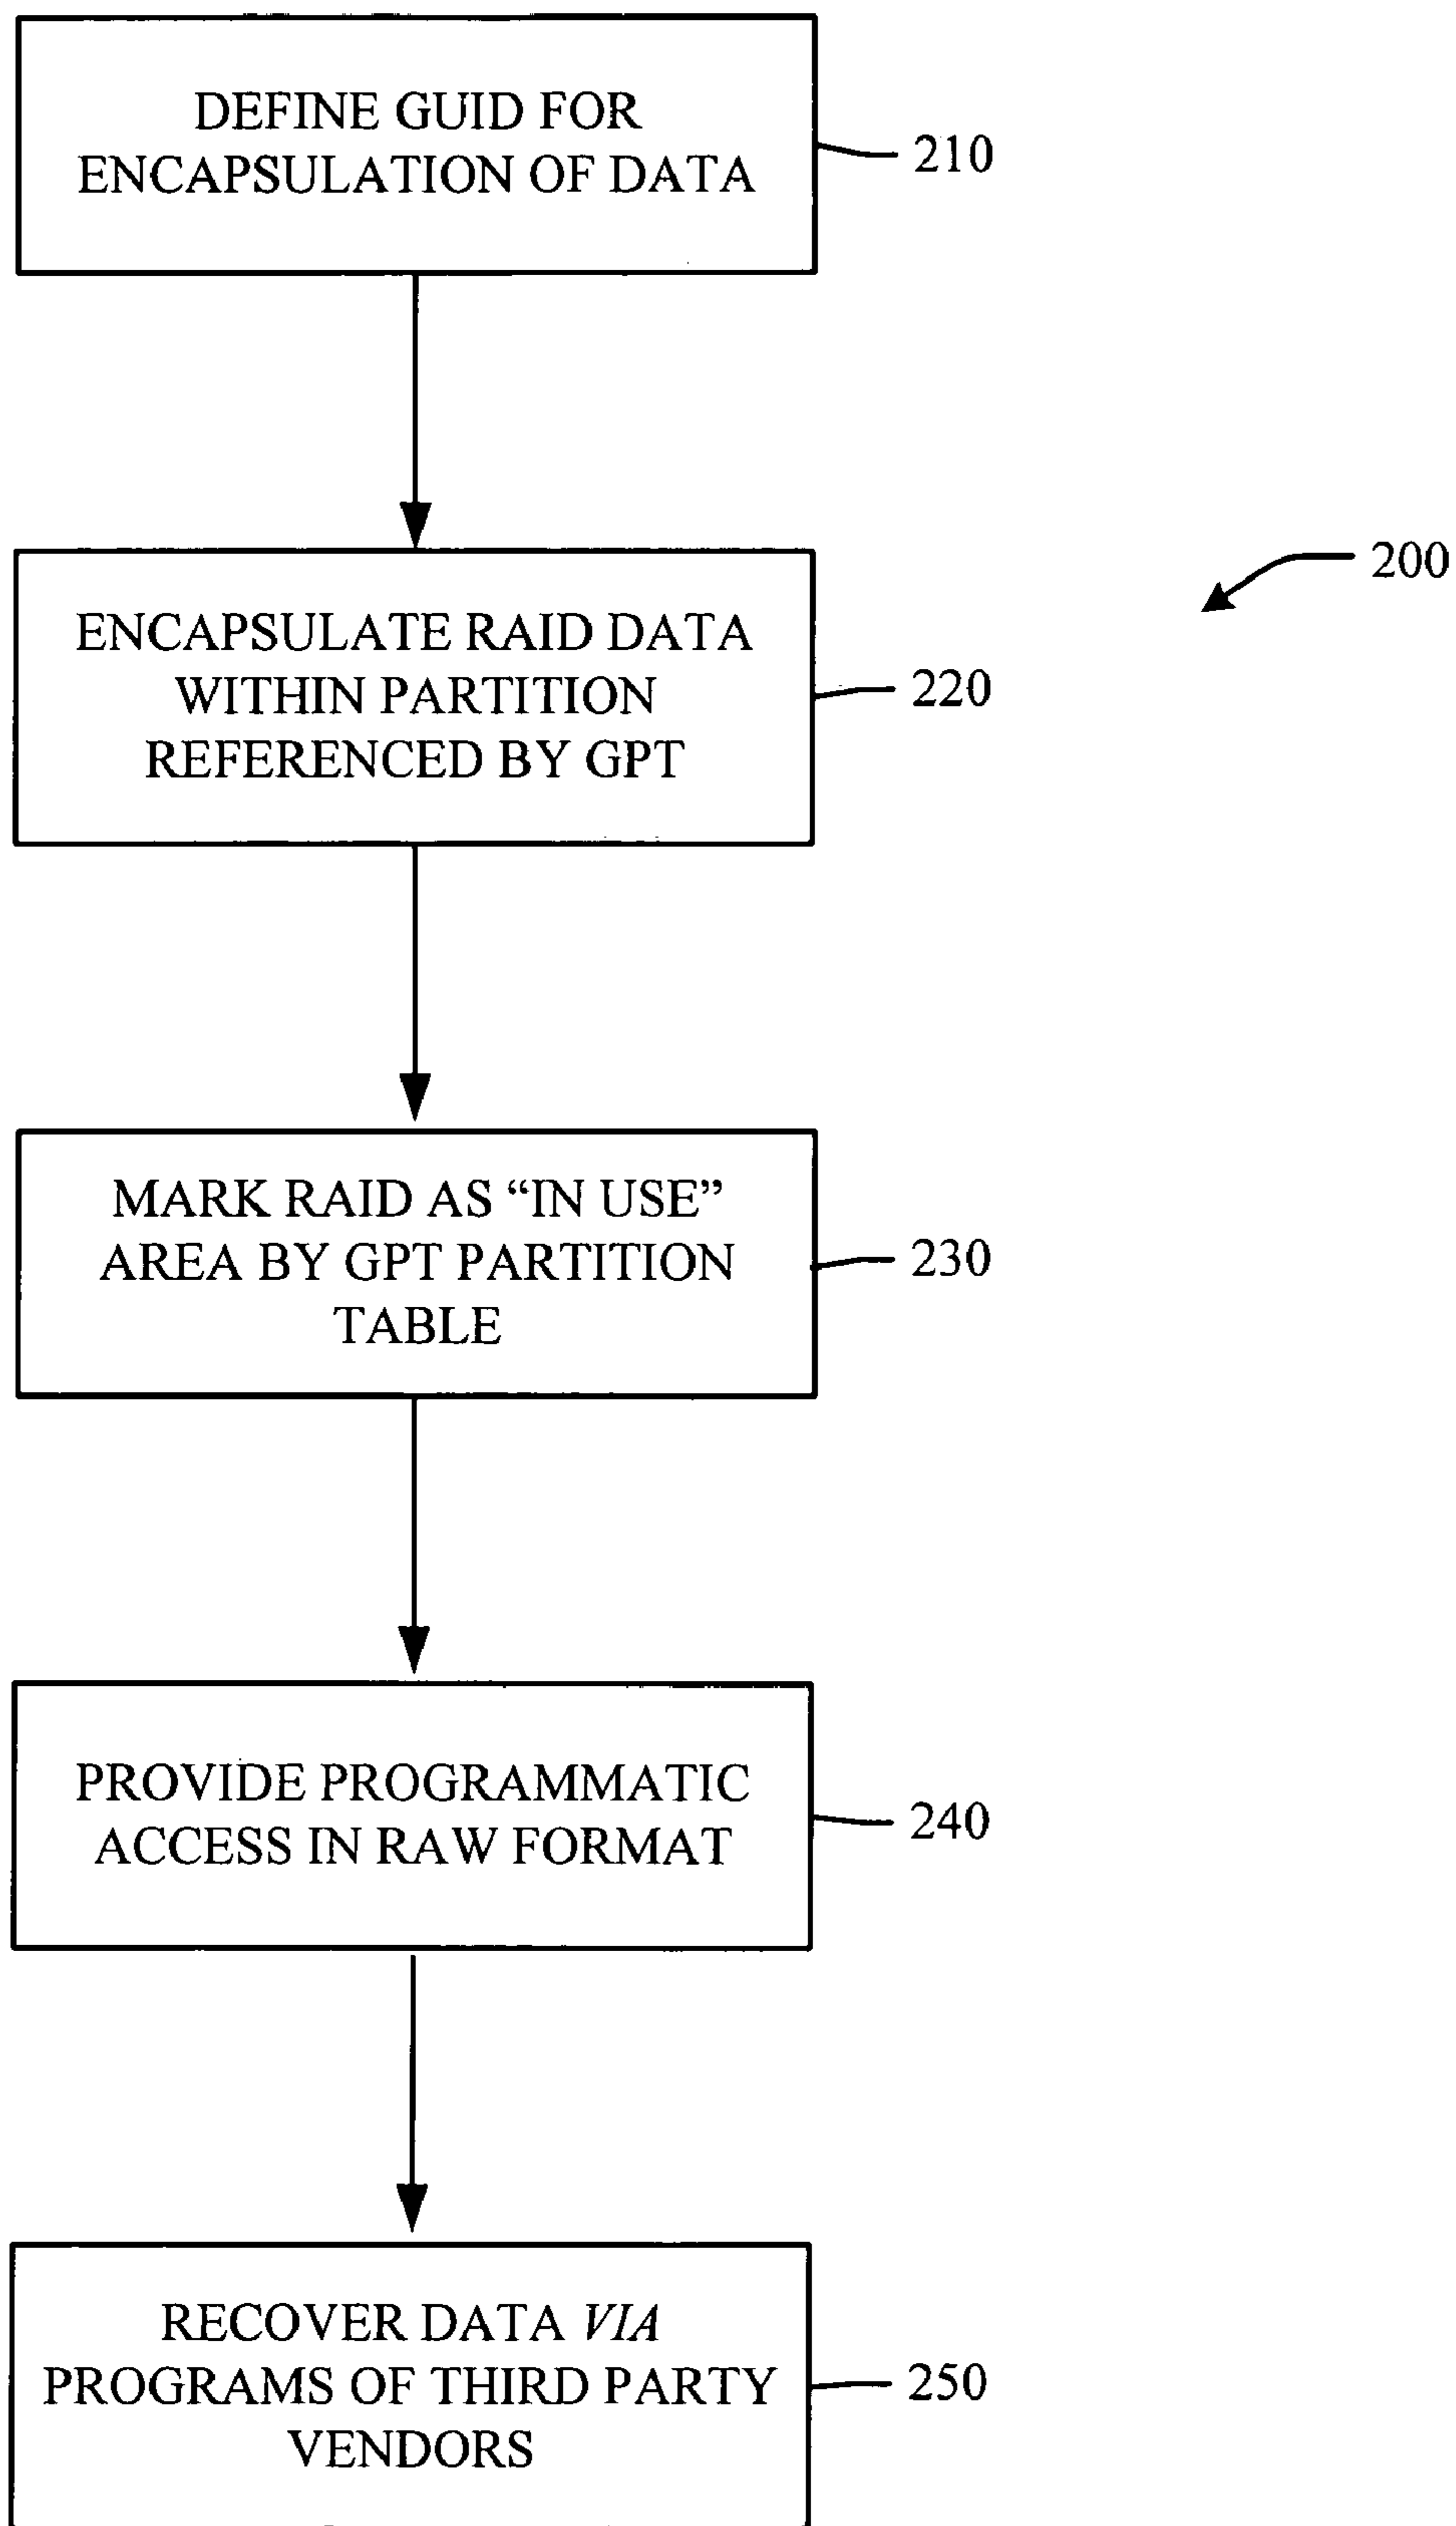 DEFINE GUID FOR
ENCAPSULATION OF DATA
210
200
ENCAPSULATE RAID DATA
WITHIN PARTITION
REFERENCED BY GPT
220
MARK RAID AS “IN USE”
AREA BY GPT PARTITION
TABLE
230
PROVIDE PROGRAMMATIC
ACCESS IN RAW FORMAT
240
RECOVER DATA VIA
PROGRAMS OF THIRD PARTY
VENDORS
250